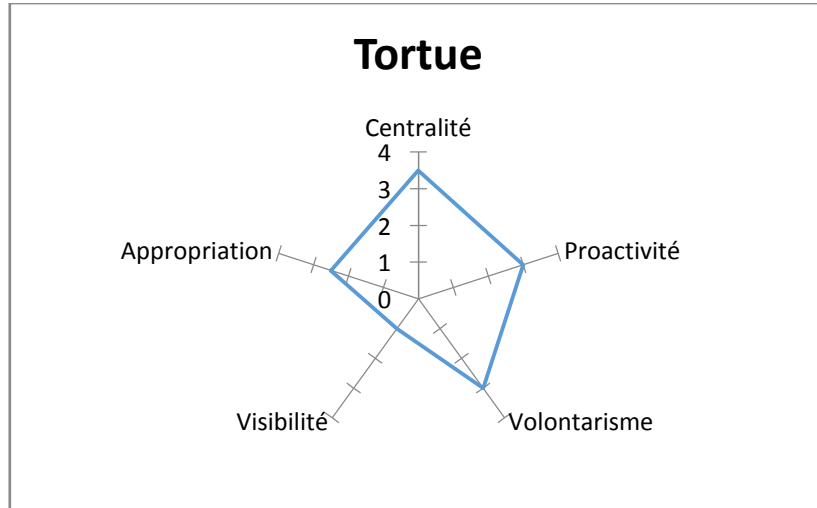 Tortue
Centralité
4
3
2
1
0
Appropriation
Proactivité
Visibilité
Volontarisme